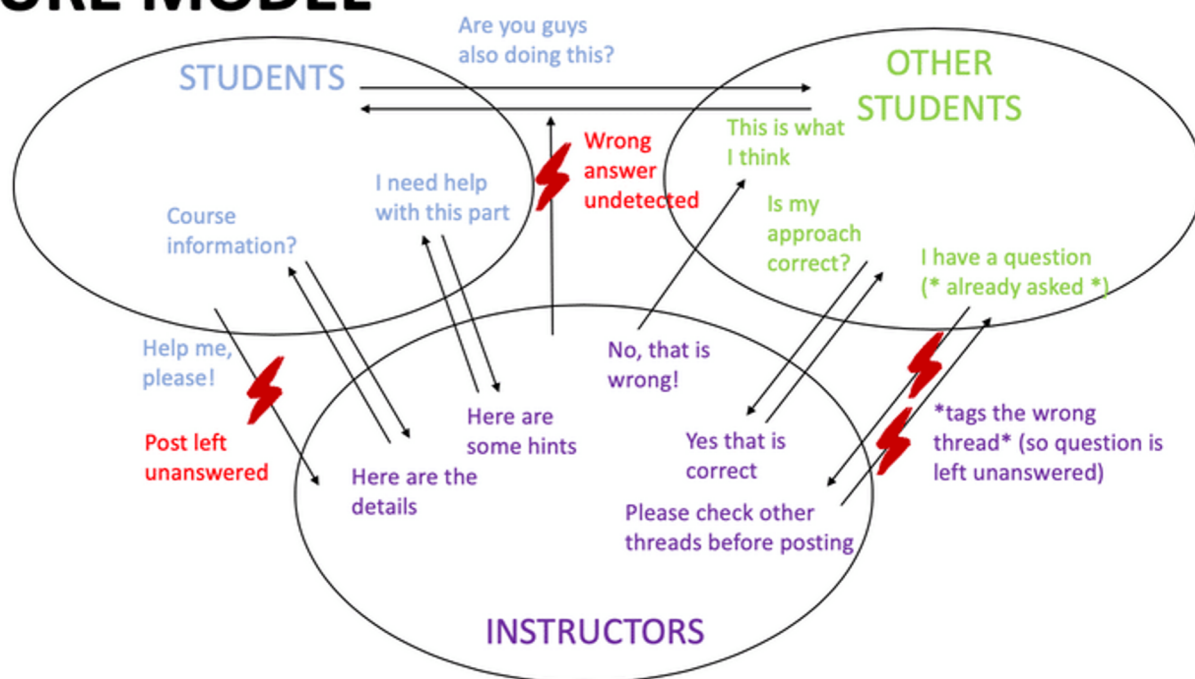 Are you guys
also doing this?
STUDENTS
OTHER
STUDENTS
This is what
I think
Wrong
answer
undetected
I need help
with this part
Is my
approach
correct?
Course
information?
I have a question
(* already asked *)
Help me,
please!
No, that is
wrong!
Post left
unanswered
Here are
some hints
Yes that is
correct
*tags the wrong
thread* (so question is
left unanswered)
Here are the
details
Please check other
threads before posting
INSTRUCTORS